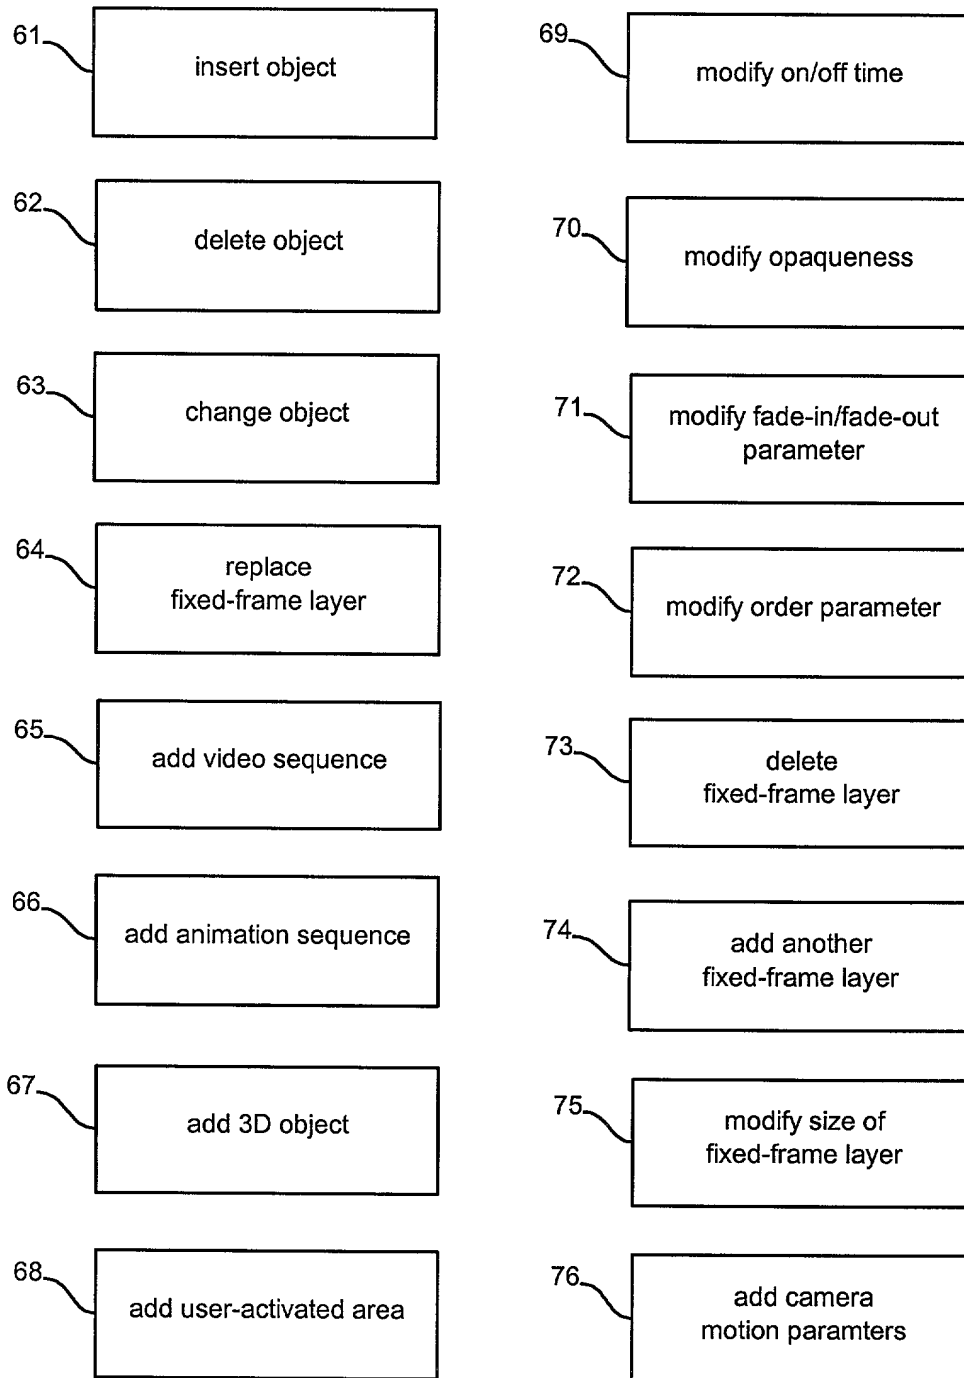 61
insert object
62
delete object
63
change object
64
replace
fixed-frame layer
65
add video sequence
66
add animation sequence
67
add 3D object
68
add user-activated area
69
modify on/off time
70
modify opaqueness
71
modify fade-in/fade-out
parameter
72
modify order parameter
73
delete
fixed-frame layer
74
add another
fixed-frame layer
75
modify size of
fixed-frame layer
76
add camera
motion paramters